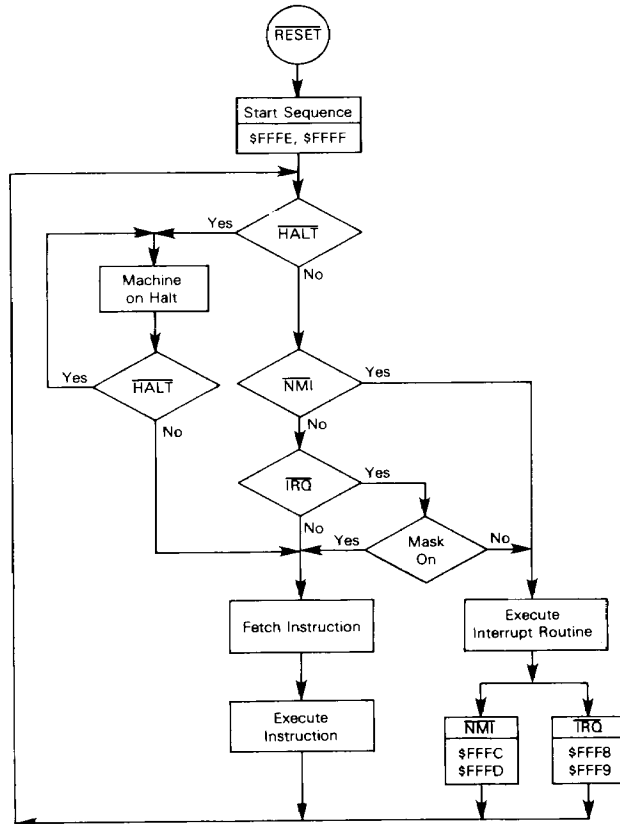 RESET
Start Sequence
$FFFE, $FFFF
Yes
HALT
No
Machine
on Halt
Yes
HALT
No
NMI
Yes
No
IRQ
Yes
No
Yes
Mask
On
No
Fetch Instruction
Execute
Interrupt Routine
Execute
Instruction
NMI
$FFFC
$FFFD
IRQ
$FFF8
$FFF9